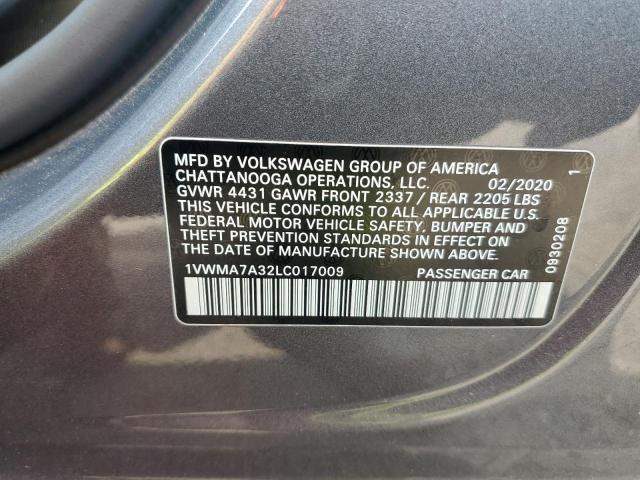 MFD BY VOLKSWAGEN GROUP OF AMERICA
CHATTANOOGA OPERATIONS, LLC. 02/2020
GVWR 4431 GAWR FRONT 2337 / REAR 2205 LBS
THIS VEHICLE CONFORMS TO ALL APPLICABLE U.S.
FEDERAL MOTOR VEHICLE SAFETY, BUMPER AND
THEFT PREVENTION STANDARDS IN EFFECT ON
THE DATE OF MANUFACTURE SHOWN ABOVE.
1VWMA7A32LC017009 PASSENGER CAR
0930208 1